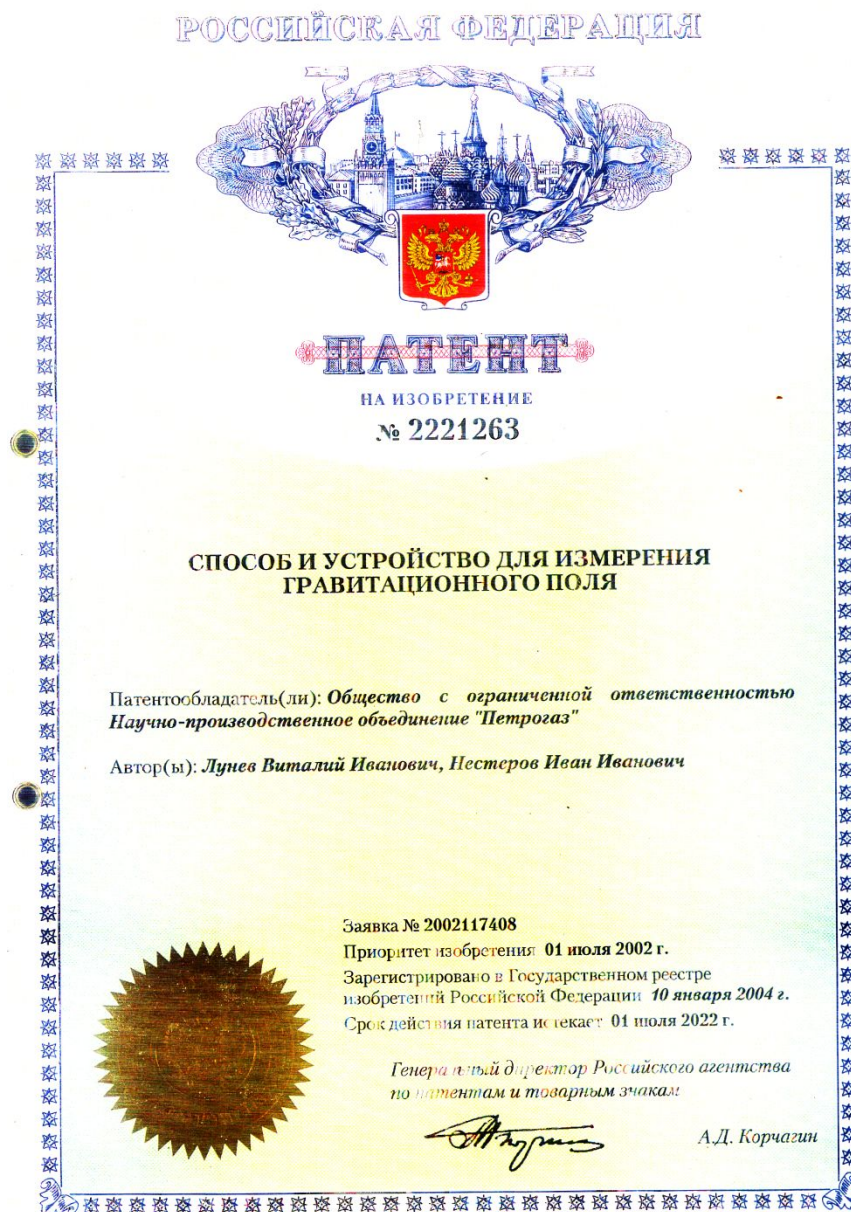 РОССИЙСКАЯ ФЕДЕРАЦИЯ
ПАТЕНТ
НА ИЗОБРЕТЕНИЕ
№ 2221263
СПОСОБ И УСТРОЙСТВО ДЛЯ ИЗМЕРЕНИЯ
ГРАВИТАЦИОННОГО ПОЛЯ
Патентообладатель(ли): Общество с ограниченной ответственностью
Научно-производственное объединение "Петрогаз"
Автор(ы): Лунев Виталий Иванович, Нестеров Иван Иванович
Заявка № 2002117408
Приоритет изобретения 01 июля 2002 г.
Зарегистрировано в Государственном реестре
изобретений Российской Федерации 10 января 2004 г.
Срок действия патента истекает 01 июля 2022 г.
Генеральный директор Российского агентства
по патентам и товарным знакам
А.Д. Корчагин